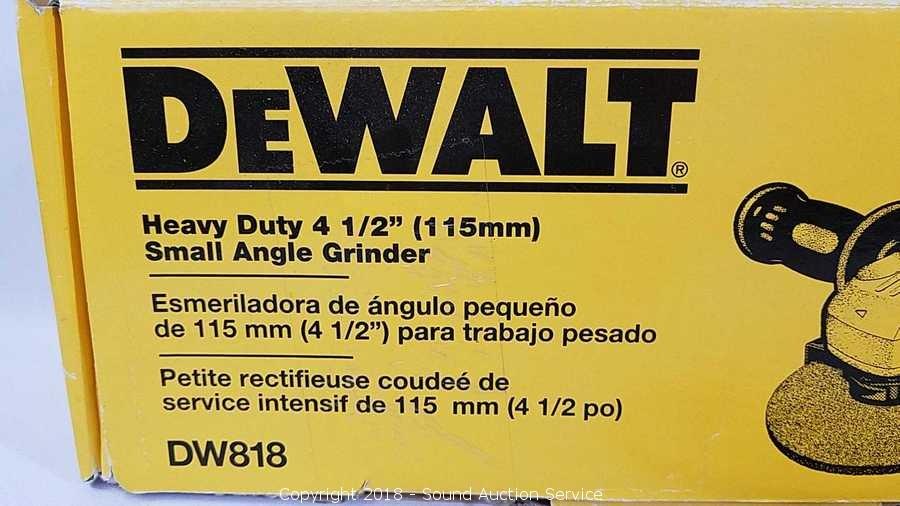 DEWALT®
Heavy Duty 4 1/2” (115mm)
Small Angle Grinder
Esmeriladora de ángulo pequeño
de 115 mm (4 1/2”) para trabajo pesado
Petite rectifieuse coudeé de
service intensif de 115 mm (4 1/2 po)
DW818
Copyright 2018 - Sound Auction Service